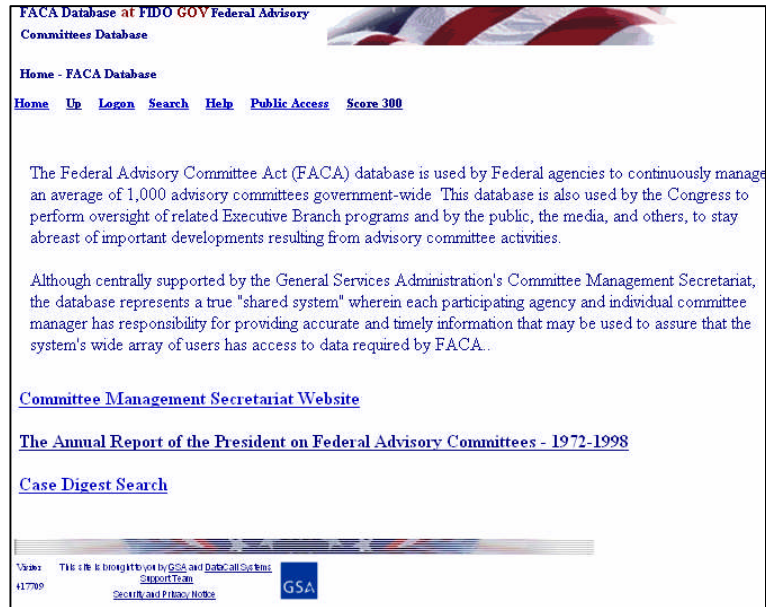 FACA Database at FIDO GOV Federal Advisory
Committees Database
Home - FACA Database
Home Up Logon Search Help Public Access Score 300
The Federal Advisory Committee Act (FACA) database is used by Federal agencies to continuously manage
an average of 1,000 advisory committees government-wide This database is also used by the Congress to
perform oversight of related Executive Branch programs and by the public, the media, and others, to stay
abreast of important developments resulting from advisory committee activities.
Although centrally supported by the General Services Administration's Committee Management Secretariat,
the database represents a true "shared system" wherein each participating agency and individual committee
manager has responsibility for providing accurate and timely information that may be used to assure that the
system's wide array of users has access to data required by FACA..
Committee Management Secretariat Website
The Annual Report of the President on Federal Advisory Committees - 1972-1998
Case Digest Search
Visitor This site is brought to you by GSA and DataCall Systems
Support Team
417709
Security and Privacy Notice
GSA